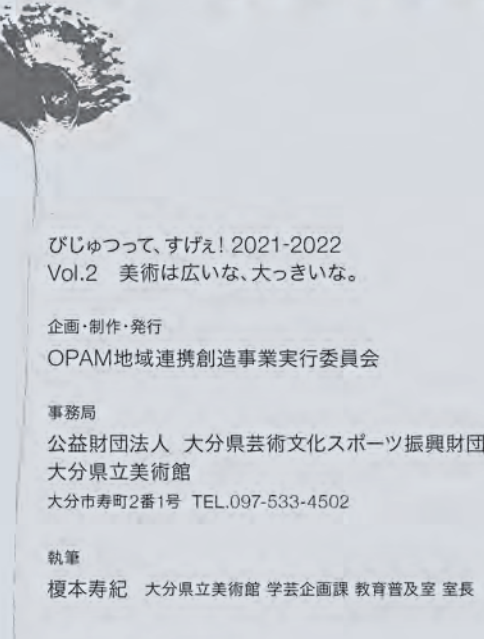 びじゅつって、すげぇ! 2021-2022
Vol.2 美術は広いな、大っきいな。
企画・制作・発行
OPAM地域連携創造事業実行委員会
事務局
公益財団法人 大分県芸術文化スポーツ振興財団
大分県立美術館
大分市寿町2番1号 TEL.097-533-4502
執筆
榎本寿紀 大分県立美術館 学芸企画課 教育普及室 室長